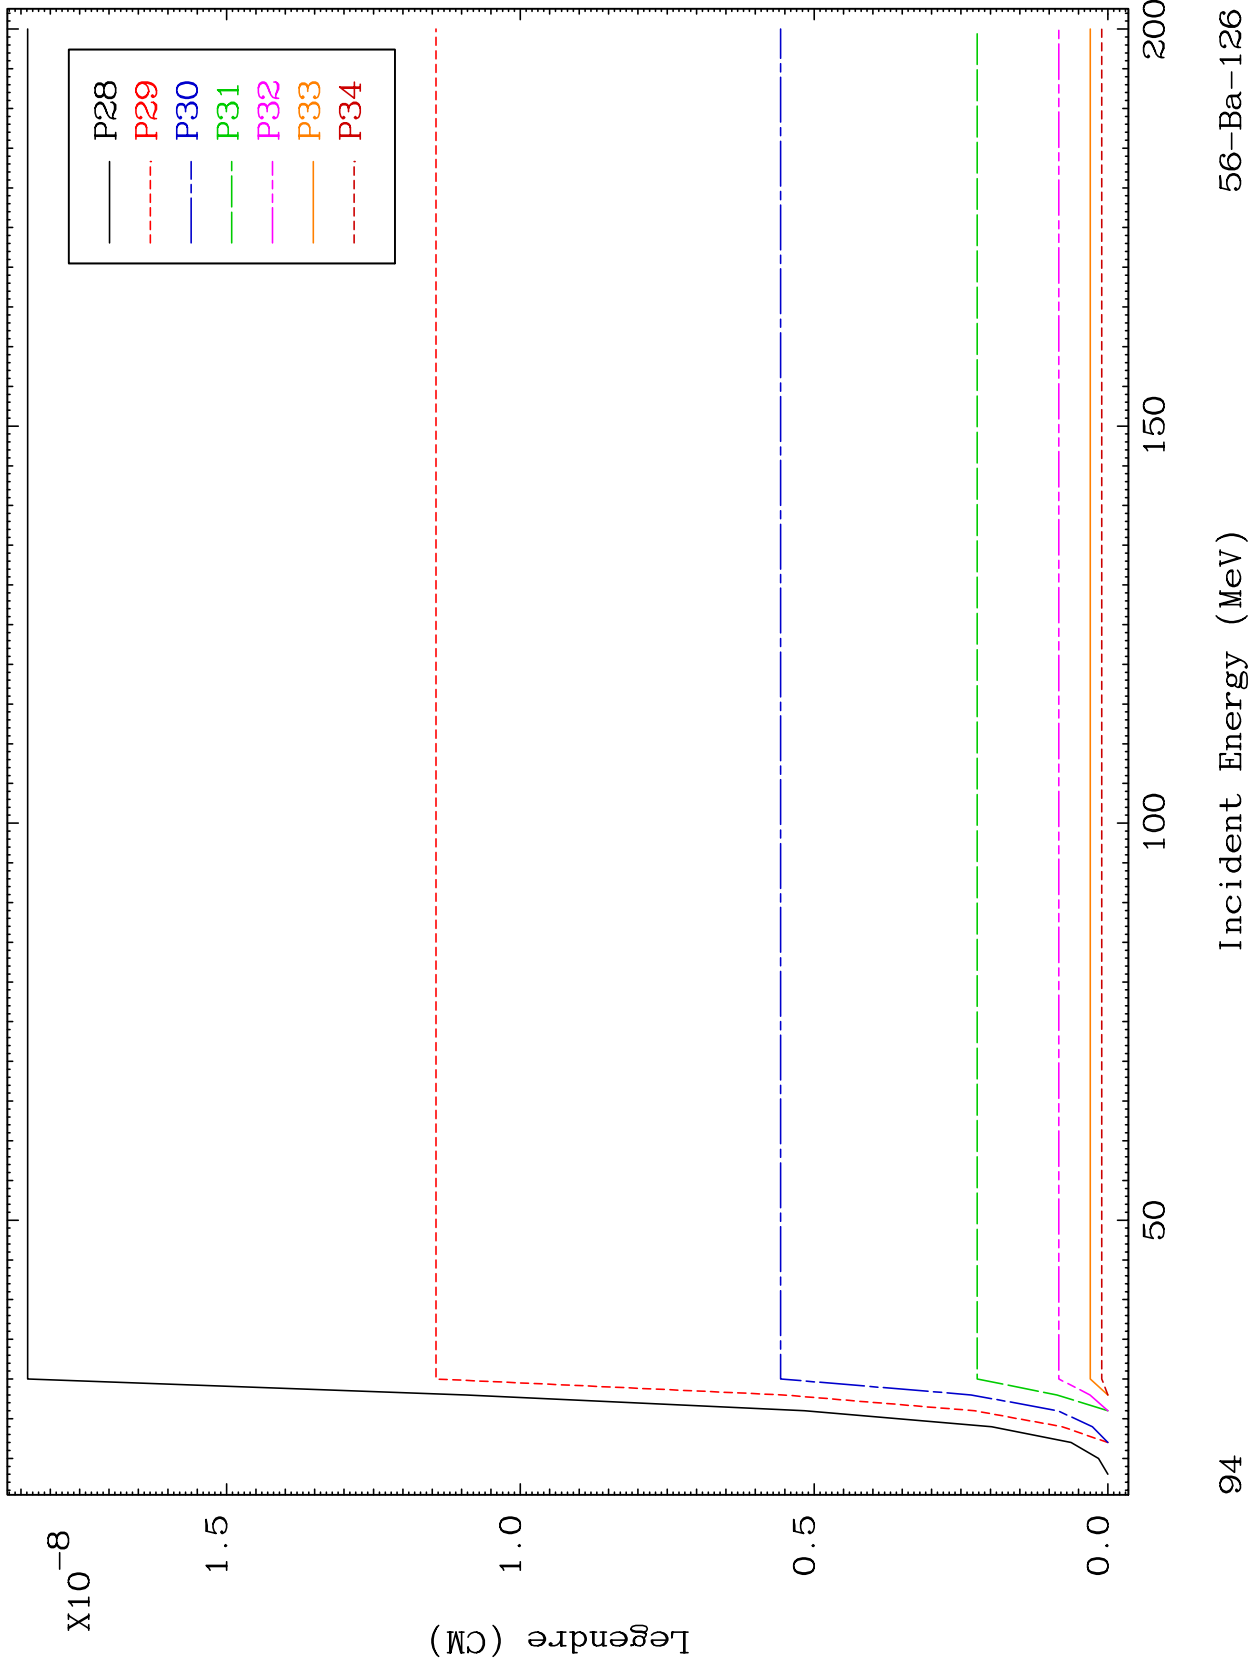 X10-8
Legendre (CM)
1.5
1.0
0.5
0.0
P28
P29
P30
P31
P32
P33
P34
50
100
150
200
94
Incident Energy (MeV)
56-Ba-126